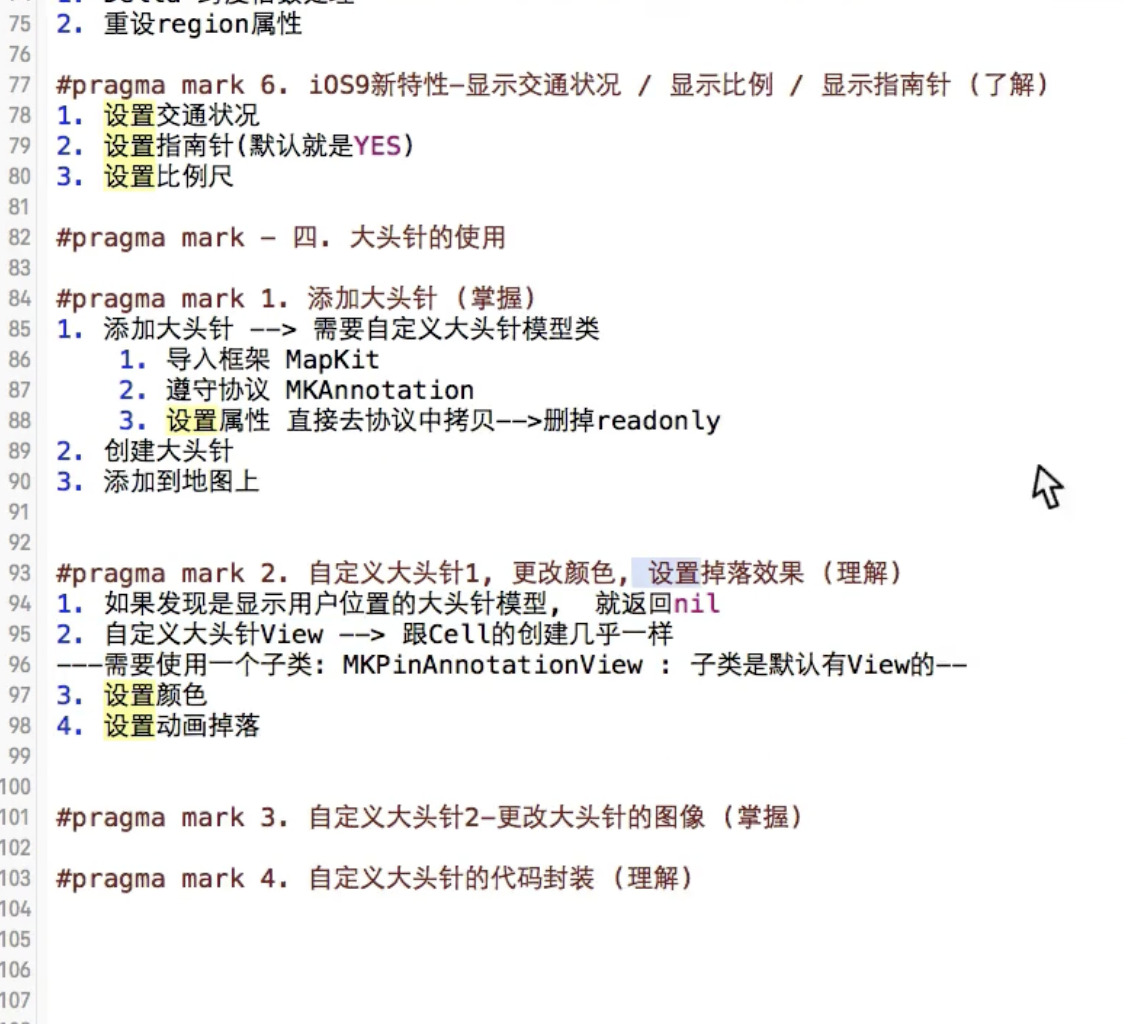 75 2. 重设region属性
76
77 #pragma mark 6. iOS9新特性-显示交通状况 / 显示比例 / 显示指南针 (了解)
78 1. 设置交通状况
79 2. 设置指南针(默认就是YES)
80 3. 设置比例尺
81
82 #pragma mark - 四. 大头针的使用
83
84 #pragma mark 1. 添加大头针 (掌握)
85 1. 添加大头针 --> 需要自定义大头针模型类
86 1. 导入框架 MapKit
87 2. 遵守协议 MKAnnotation
88 3. 设置属性 直接去协议中拷贝-->删掉readonly
89 2. 创建大头针
90 3. 添加到地图上
91
92
93 #pragma mark 2. 自定义大头针1, 更改颜色, 设置掉落效果 (理解)
94 1. 如果发现是显示用户位置的大头针模型, 就返回nil
95 2. 自定义大头针View --> 跟Cell的创建几乎一样
96 ---需要使用一个子类: MKPinAnnotationView : 子类是默认有View的--
97 3. 设置颜色
98 4. 设置动画掉落
99
100
101 #pragma mark 3. 自定义大头针2-更改大头针的图像 (掌握)
102
103 #pragma mark 4. 自定义大头针的代码封装 (理解)
104
105
106
107